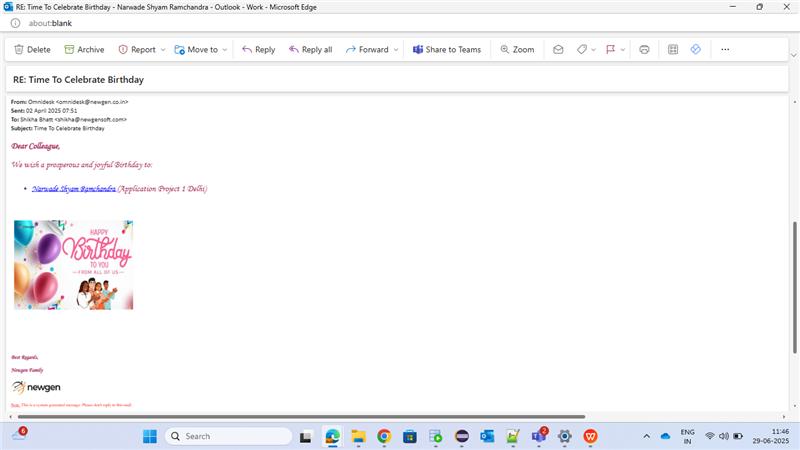 RE: Time To Celebrate Birthday - Narwade Shyam Ramchandra - Outlook - Work - Microsoft Edge
about:blank
Delete Archive Report Move to Reply Reply all Forward Share to Teams Zoom
RE: Time To Celebrate Birthday
From: Omnidesk <omnidesk@newgen.co.in>
Sent: 02 April 2025 07:51
To: Shikha Bhatt <shikha@newgensoft.com>
Subject: Time To Celebrate Birthday
Dear Colleague,
We wish a prosperous and joyful Birthday to:
• Narwade Shyam Ramchandra (Application Project 1 Delhi)
HAPPY
Birthday
TO YOU
— FROM ALL OF US —
Best Regards,
Newgen Family
newgen
Note: This is a system generated message. Please don't reply to this mail.
6
Search
2
ENG
IN
11:46
29-06-2025